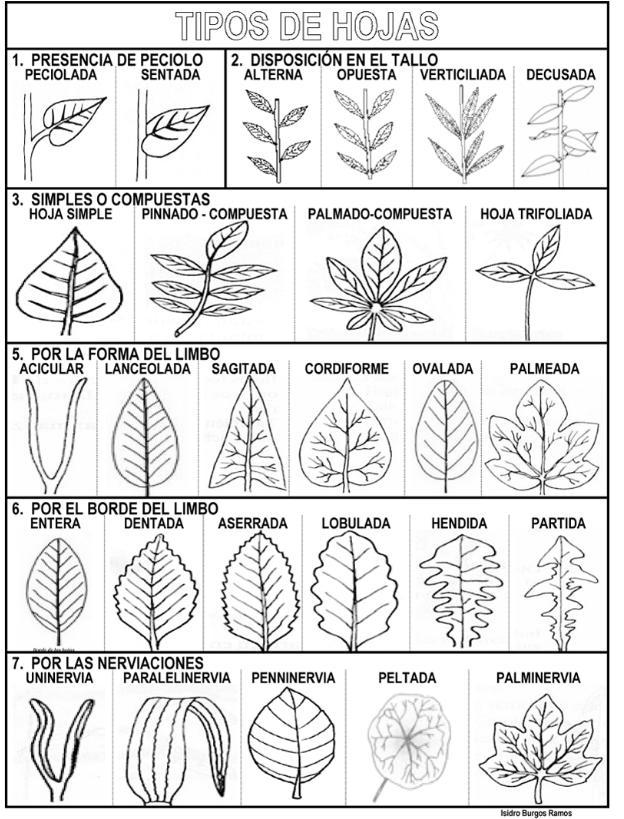 TIPOS DE HOJAS
1. PRESENCIA DE PECIOLO
PECIOLADA SENTADA
2. DISPOSICIÓN EN EL TALLO
ALTERNA OPUESTA VERTICILIADA DECUSADA
3. SIMPLES O COMPUESTAS
HOJA SIMPLE PINNADO - COMPUESTA PALMADO-COMPUESTA HOJA TRIFOLIADA
5. POR LA FORMA DEL LIMBO
ACICULAR LANCEOLADA SAGITADA CORDIFORME OVALADA PALMEADA
6. POR EL BORDE DEL LIMBO
ENTERA DENTADA ASERRADA LOBULADA HENDIDA PARTIDA
7. POR LAS NERVIACIONES
UNINERVIA PARALELINERVIA PENNINERVIA PELTADA PALMINERVIA
Isidro Burgos Ramos